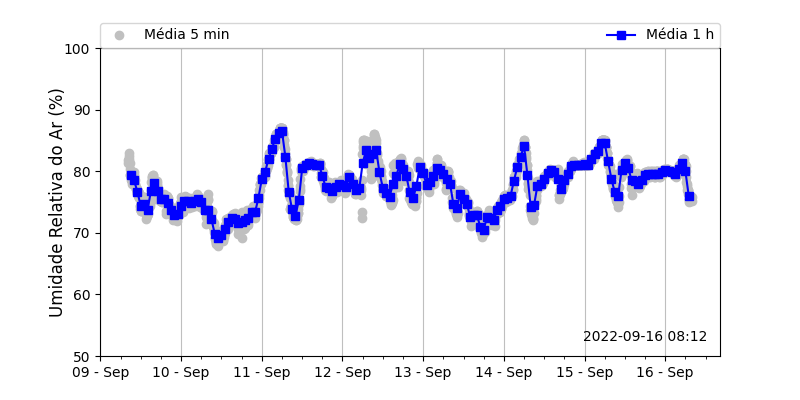 Média 5 min
Média 1 h
Umidade Relativa do Ar (%)
100
90
80
70
60
50
2022-09-16 08:12
09 - Sep
10 - Sep
11 - Sep
12 - Sep
13 - Sep
14 - Sep
15 - Sep
16 - Sep